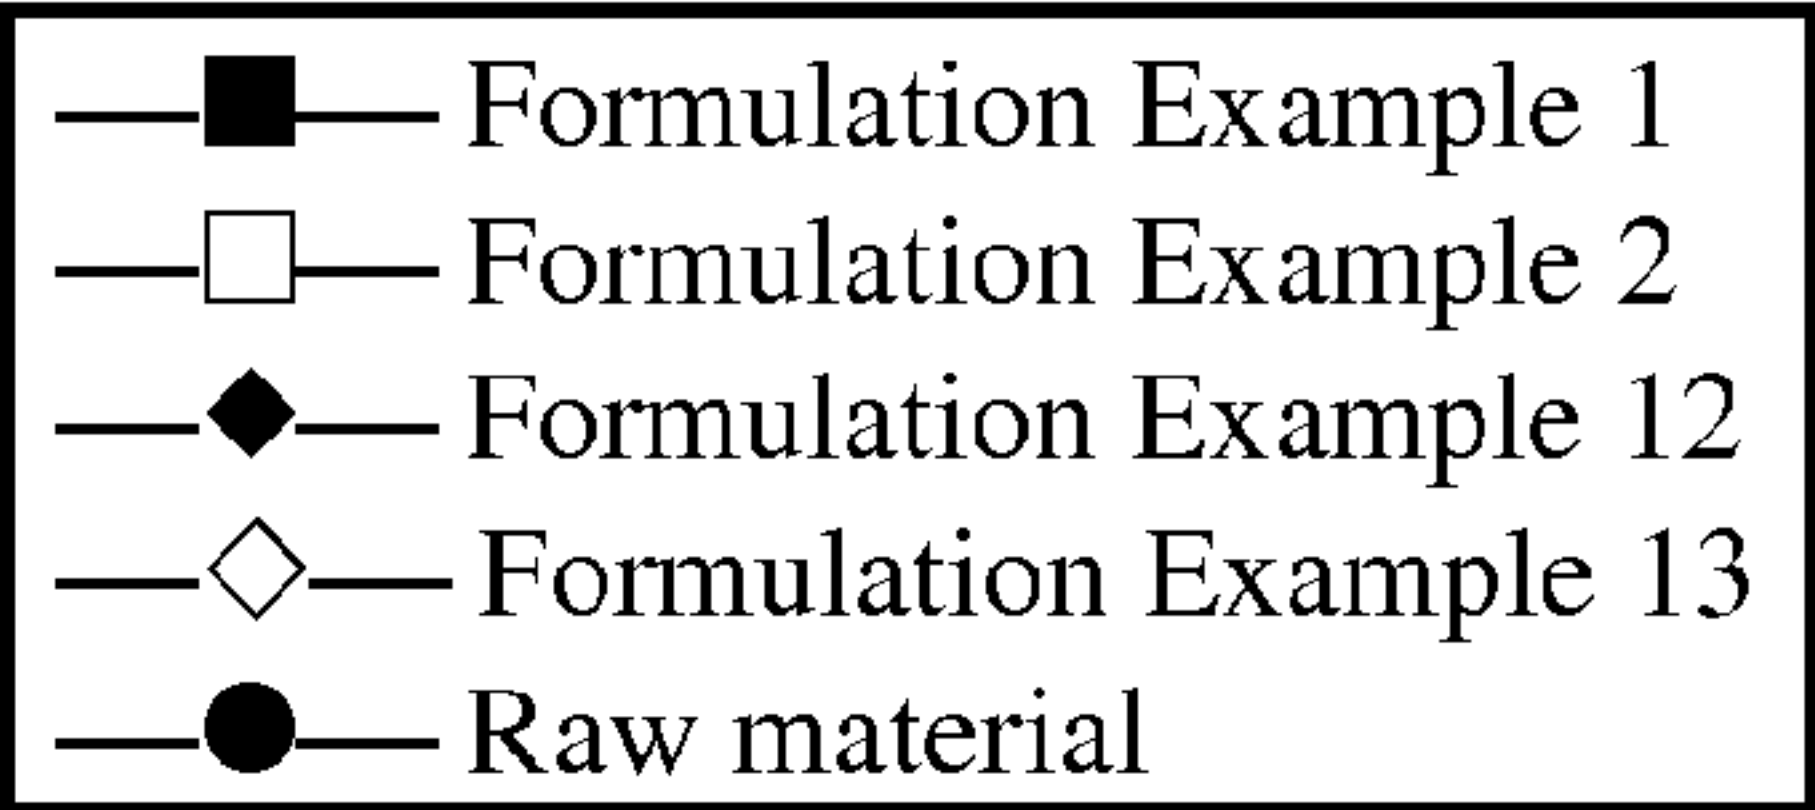 Formulation Example 1
Formulation Example 2
Formulation Example 12
Formulation Example 13
Raw material